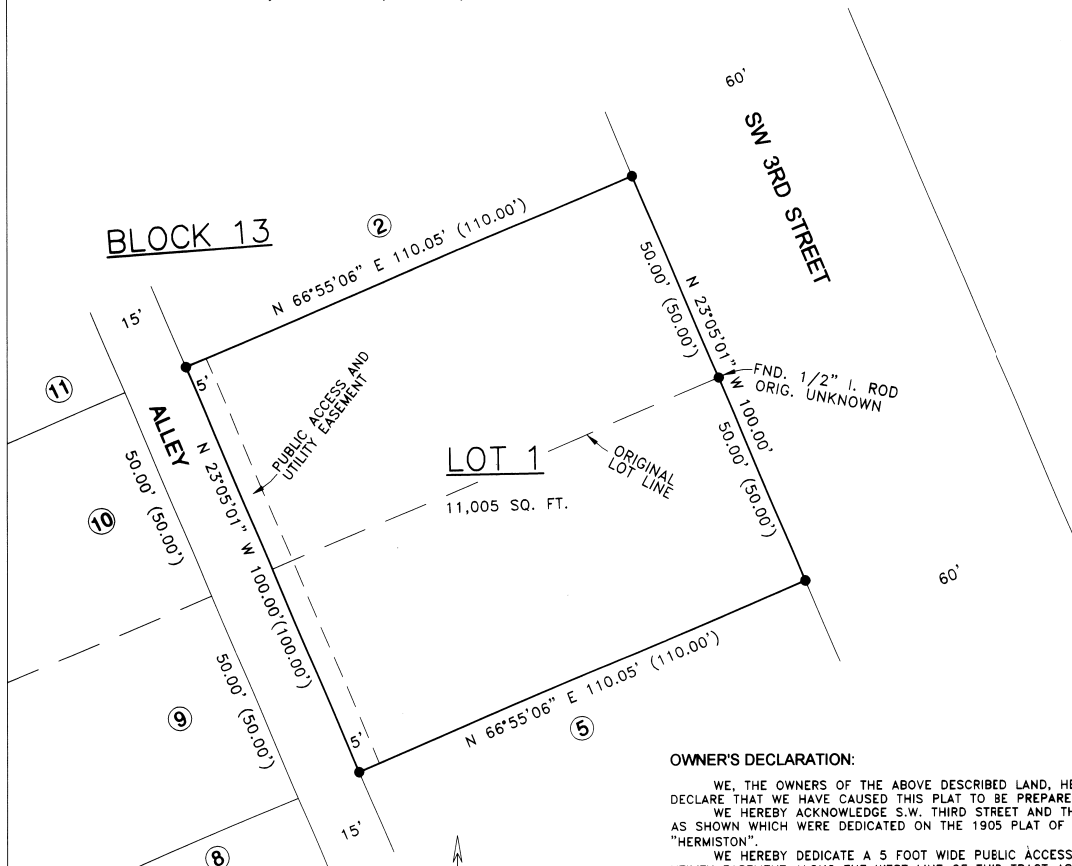 60'
SW 3RD STREET
BLOCK 13
2
N 66°55'06" E 110.05' (110.00')
15'
50.00' (50.00')
N 23°05'01" W 100.00'
5'
PUBLIC ACCESS AND
UTILITY EASEMENT
FND. 1/2" I. ROD
ORIG. UNKNOWN
11
ALLEY
N 23°05'01" W 100.00'(100.00')
LOT 1
11,005 SQ. FT.
ORIGINAL
LOT LINE
50.00' (50.00')
50.00' (50.00')
10
60'
50.00' (50.00')
9
N 66°55'06" E 110.05' (110.00')
5
5'
15'
8
OWNER'S DECLARATION:
WE, THE OWNERS OF THE ABOVE DESCRIBED LAND, HE
DECLARE THAT WE HAVE CAUSED THIS PLAT TO BE PREPARE
WE HEREBY ACKNOWLEDGE S.W. THIRD STREET AND TH
AS SHOWN WHICH WERE DEDICATED ON THE 1905 PLAT OF
"HERMISTON".
WE HEREBY DEDICATE A 5 FOOT WIDE PUBLIC ACCESS